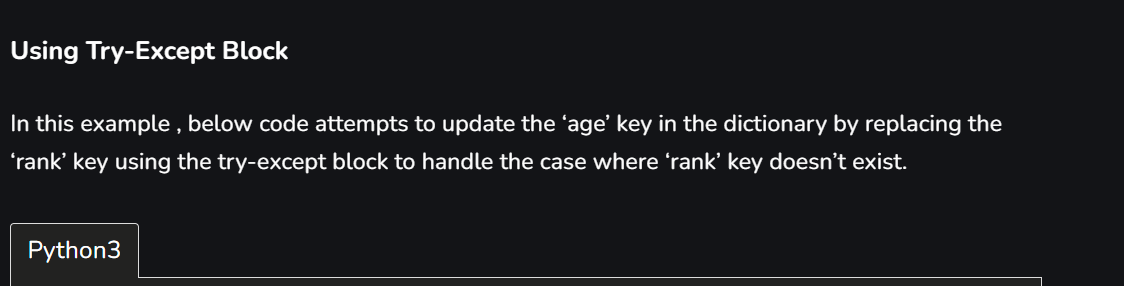 Using Try-Except Block
In this example , below code attempts to update the ‘age’ key in the dictionary by replacing the
‘rank’ key using the try-except block to handle the case where ‘rank’ key doesn’t exist.
Python3